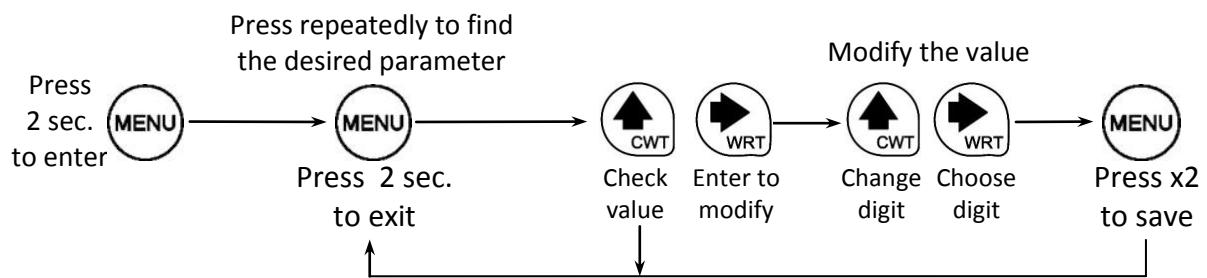 Press
2 sec.
to enter
MENU
Press repeatedly to find
the desired parameter
MENU
Press 2 sec.
to exit
CWT
Check
value
WRT
Enter to
modify
Modify the value
CWT
Change
digit
WRT
Choose
digit
MENU
Press x2
to save